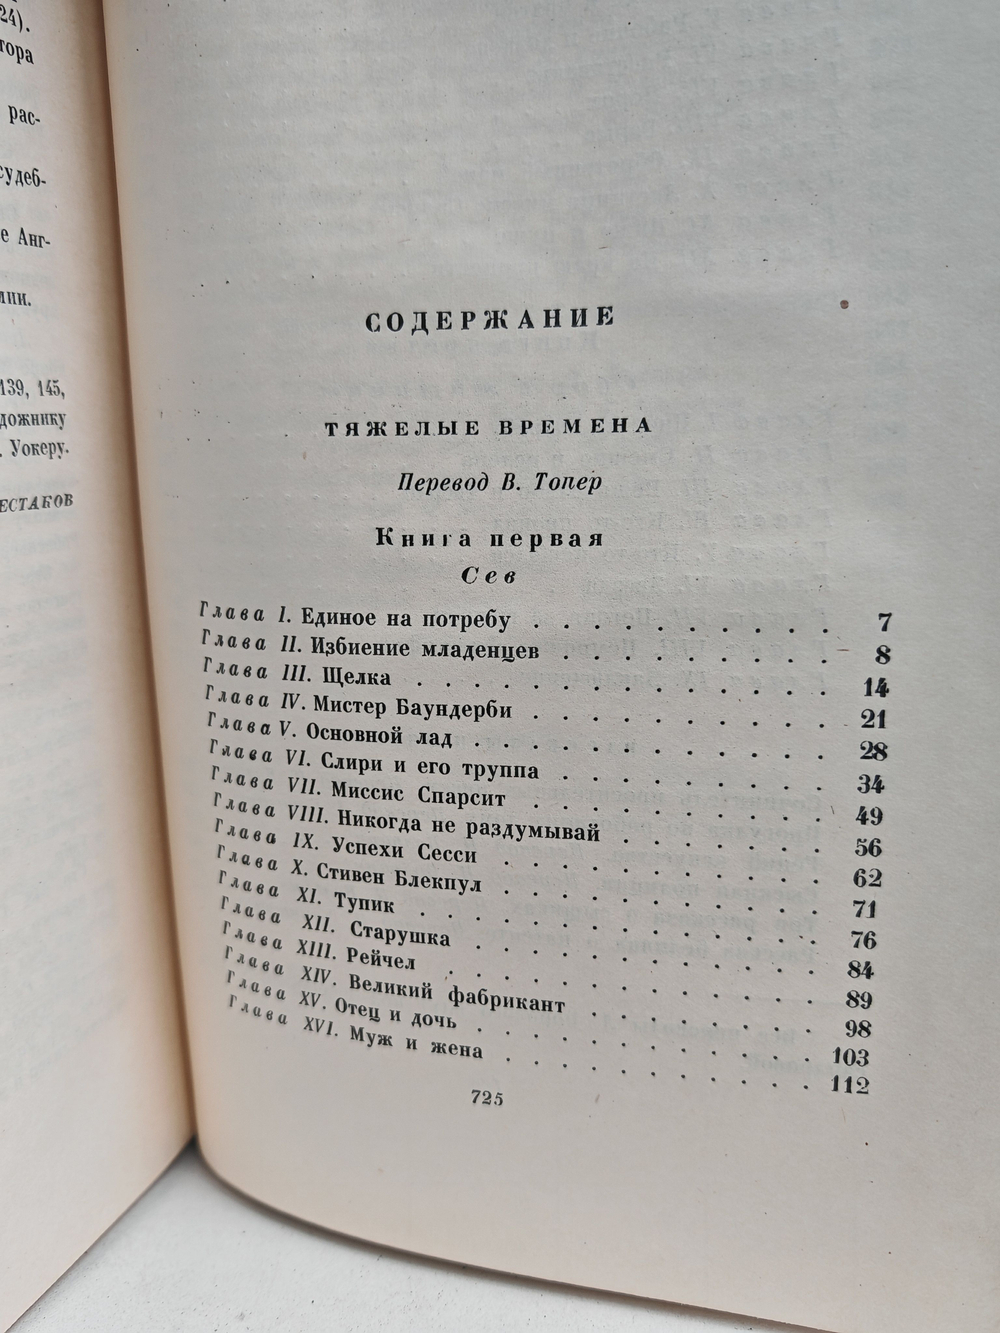 24).
тора
рас-
судеб-
е Анг-
139, 145,
дожнику
. Уокеру.
ЕСТАКОВ
СОДЕРЖАНИЕ
ТЯЖЕЛЫЕ ВРЕМЕНА
Перевод В. Топер
Книга первая
Сев
Глава I. Единое на потребу . . . . . . . . . . 7
Глава II. Избиение младенцев . . . . . . . . . 8
Глава III. Щелка . . . . . . . . . . . . . . 14
Глава IV. Мистер Баундерби . . . . . . . . . . 21
Глава V. Основной лад . . . . . . . . . . . . 28
Глава VI. Слири и его труппа . . . . . . . . . 34
Глава VII. Миссис Спарсит . . . . . . . . . . 49
Глава VIII. Никогда не раздумывай . . . . . . . 56
Глава IX. Успехи Сесси . . . . . . . . . . . 62
Глава X. Стивен Блекпул . . . . . . . . . . . 71
Глава XI. Тупик . . . . . . . . . . . . . . 76
Глава XII. Старушка . . . . . . . . . . . . 84
Глава XIII. Рейчел . . . . . . . . . . . . . 89
Глава XIV. Великий фабрикант . . . . . . . . 98
Глава XV. Отец и дочь . . . . . . . . . . . 103
Глава XVI. Муж и жена . . . . . . . . . . . 112
725